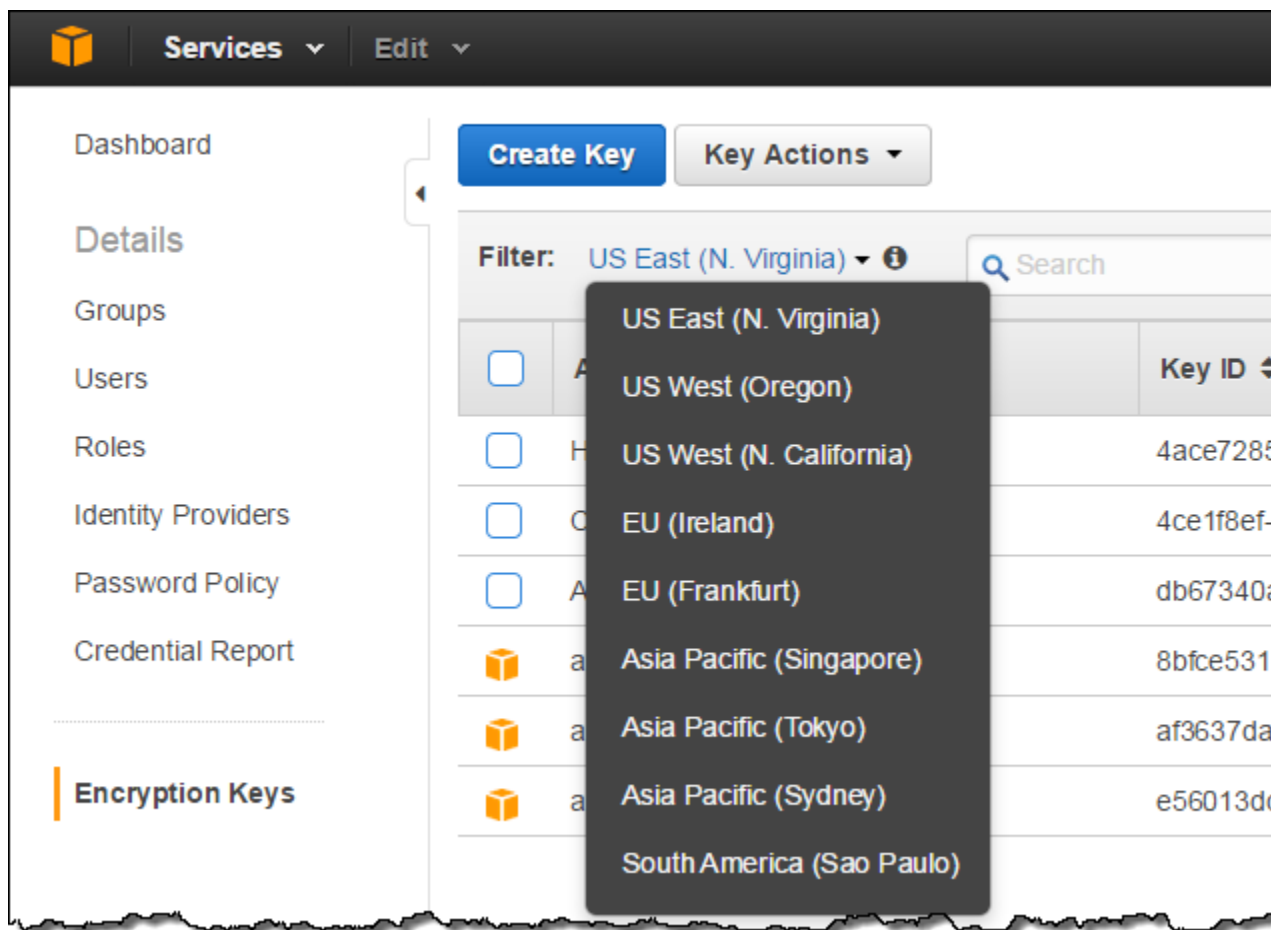 Services Edit
Dashboard
Details
Groups
Users
Roles
Identity Providers
Password Policy
Credential Report
Encryption Keys
Create Key Key Actions
Filter: US East (N. Virginia) Search
US East (N. Virginia)
US West (Oregon)
US West (N. California)
EU (Ireland)
EU (Frankfurt)
Asia Pacific (Singapore)
Asia Pacific (Tokyo)
Asia Pacific (Sydney)
South America (Sao Paulo)
Key ID
4ace7285
4ce1f8ef-
db67340a
8bfce531
af3637da
e56013d